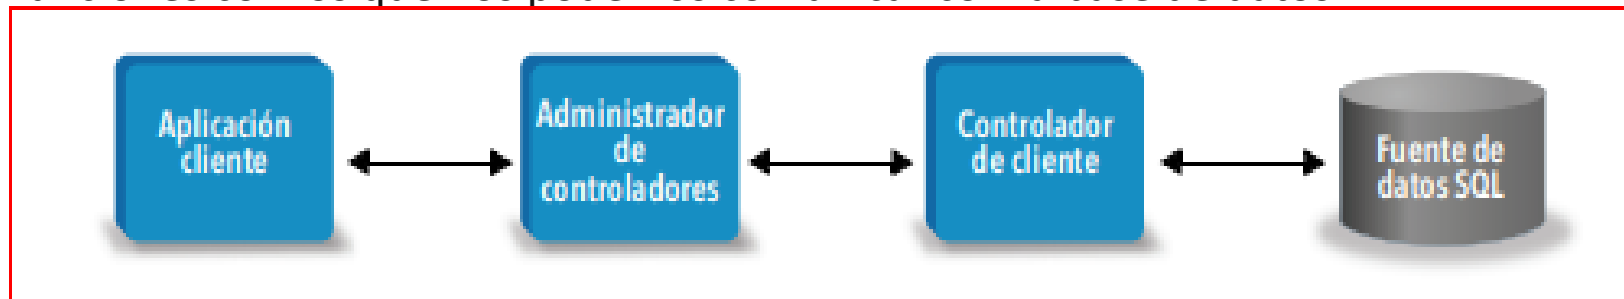 Aplicación
cliente
Administrador
de
controladores
Controlador
de cliente
Fuente de
datos SQL